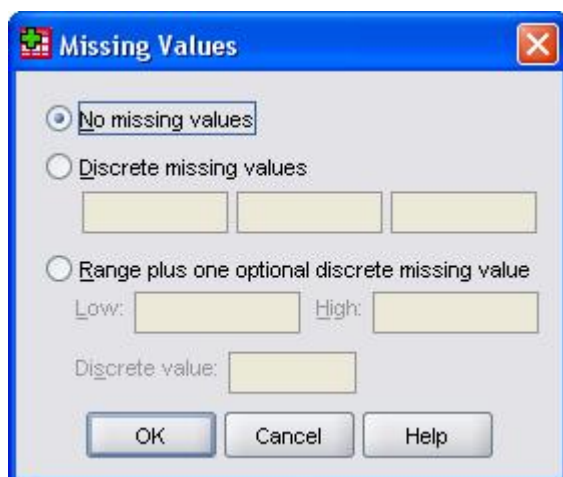 Missing Values
No missing values
Discrete missing values
Range plus one optional discrete missing value
Low: High:
Discrete value:
OK Cancel Help